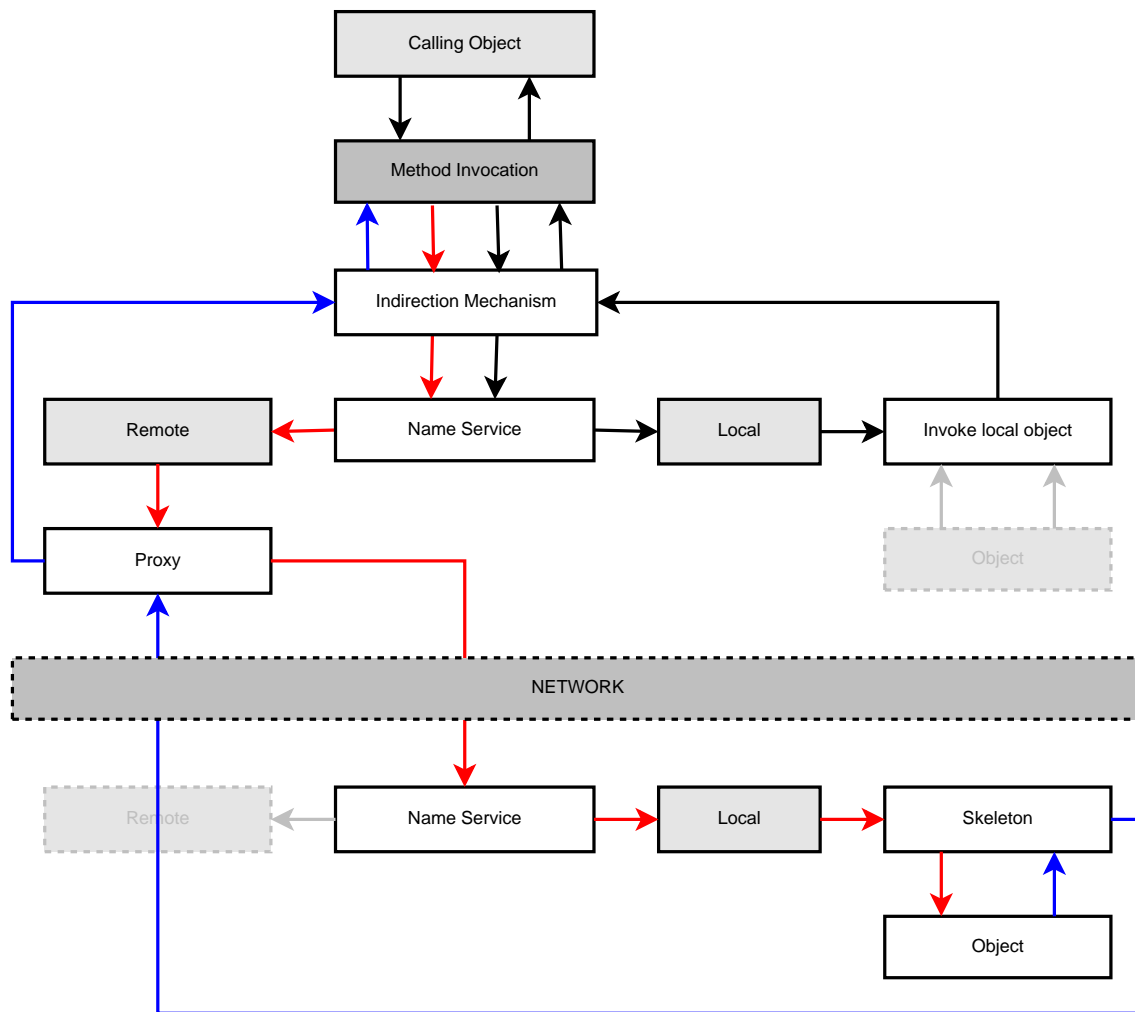 Calling Object
Method Invocation
Indirection Mechanism
Remote
Name Service
Local
Invoke local object
Proxy
Object
NETWORK
Remote
Name Service
Local
Skeleton
Object